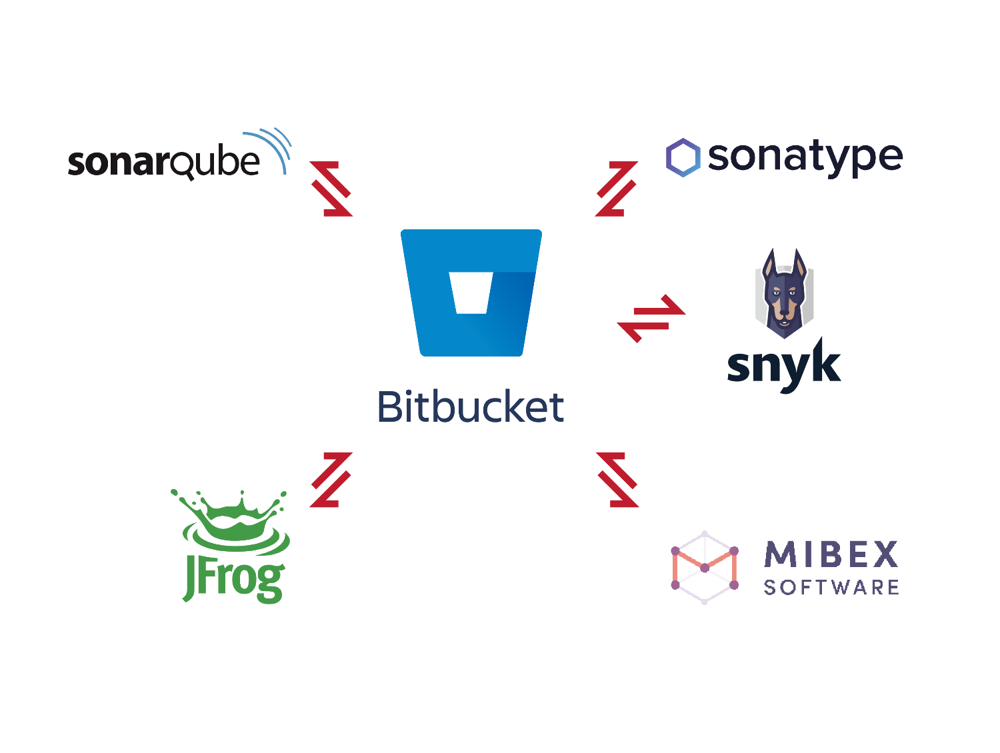 sonarqube
sonatype
snyk
Bitbucket
JFrog
MIBEX
SOFTWARE